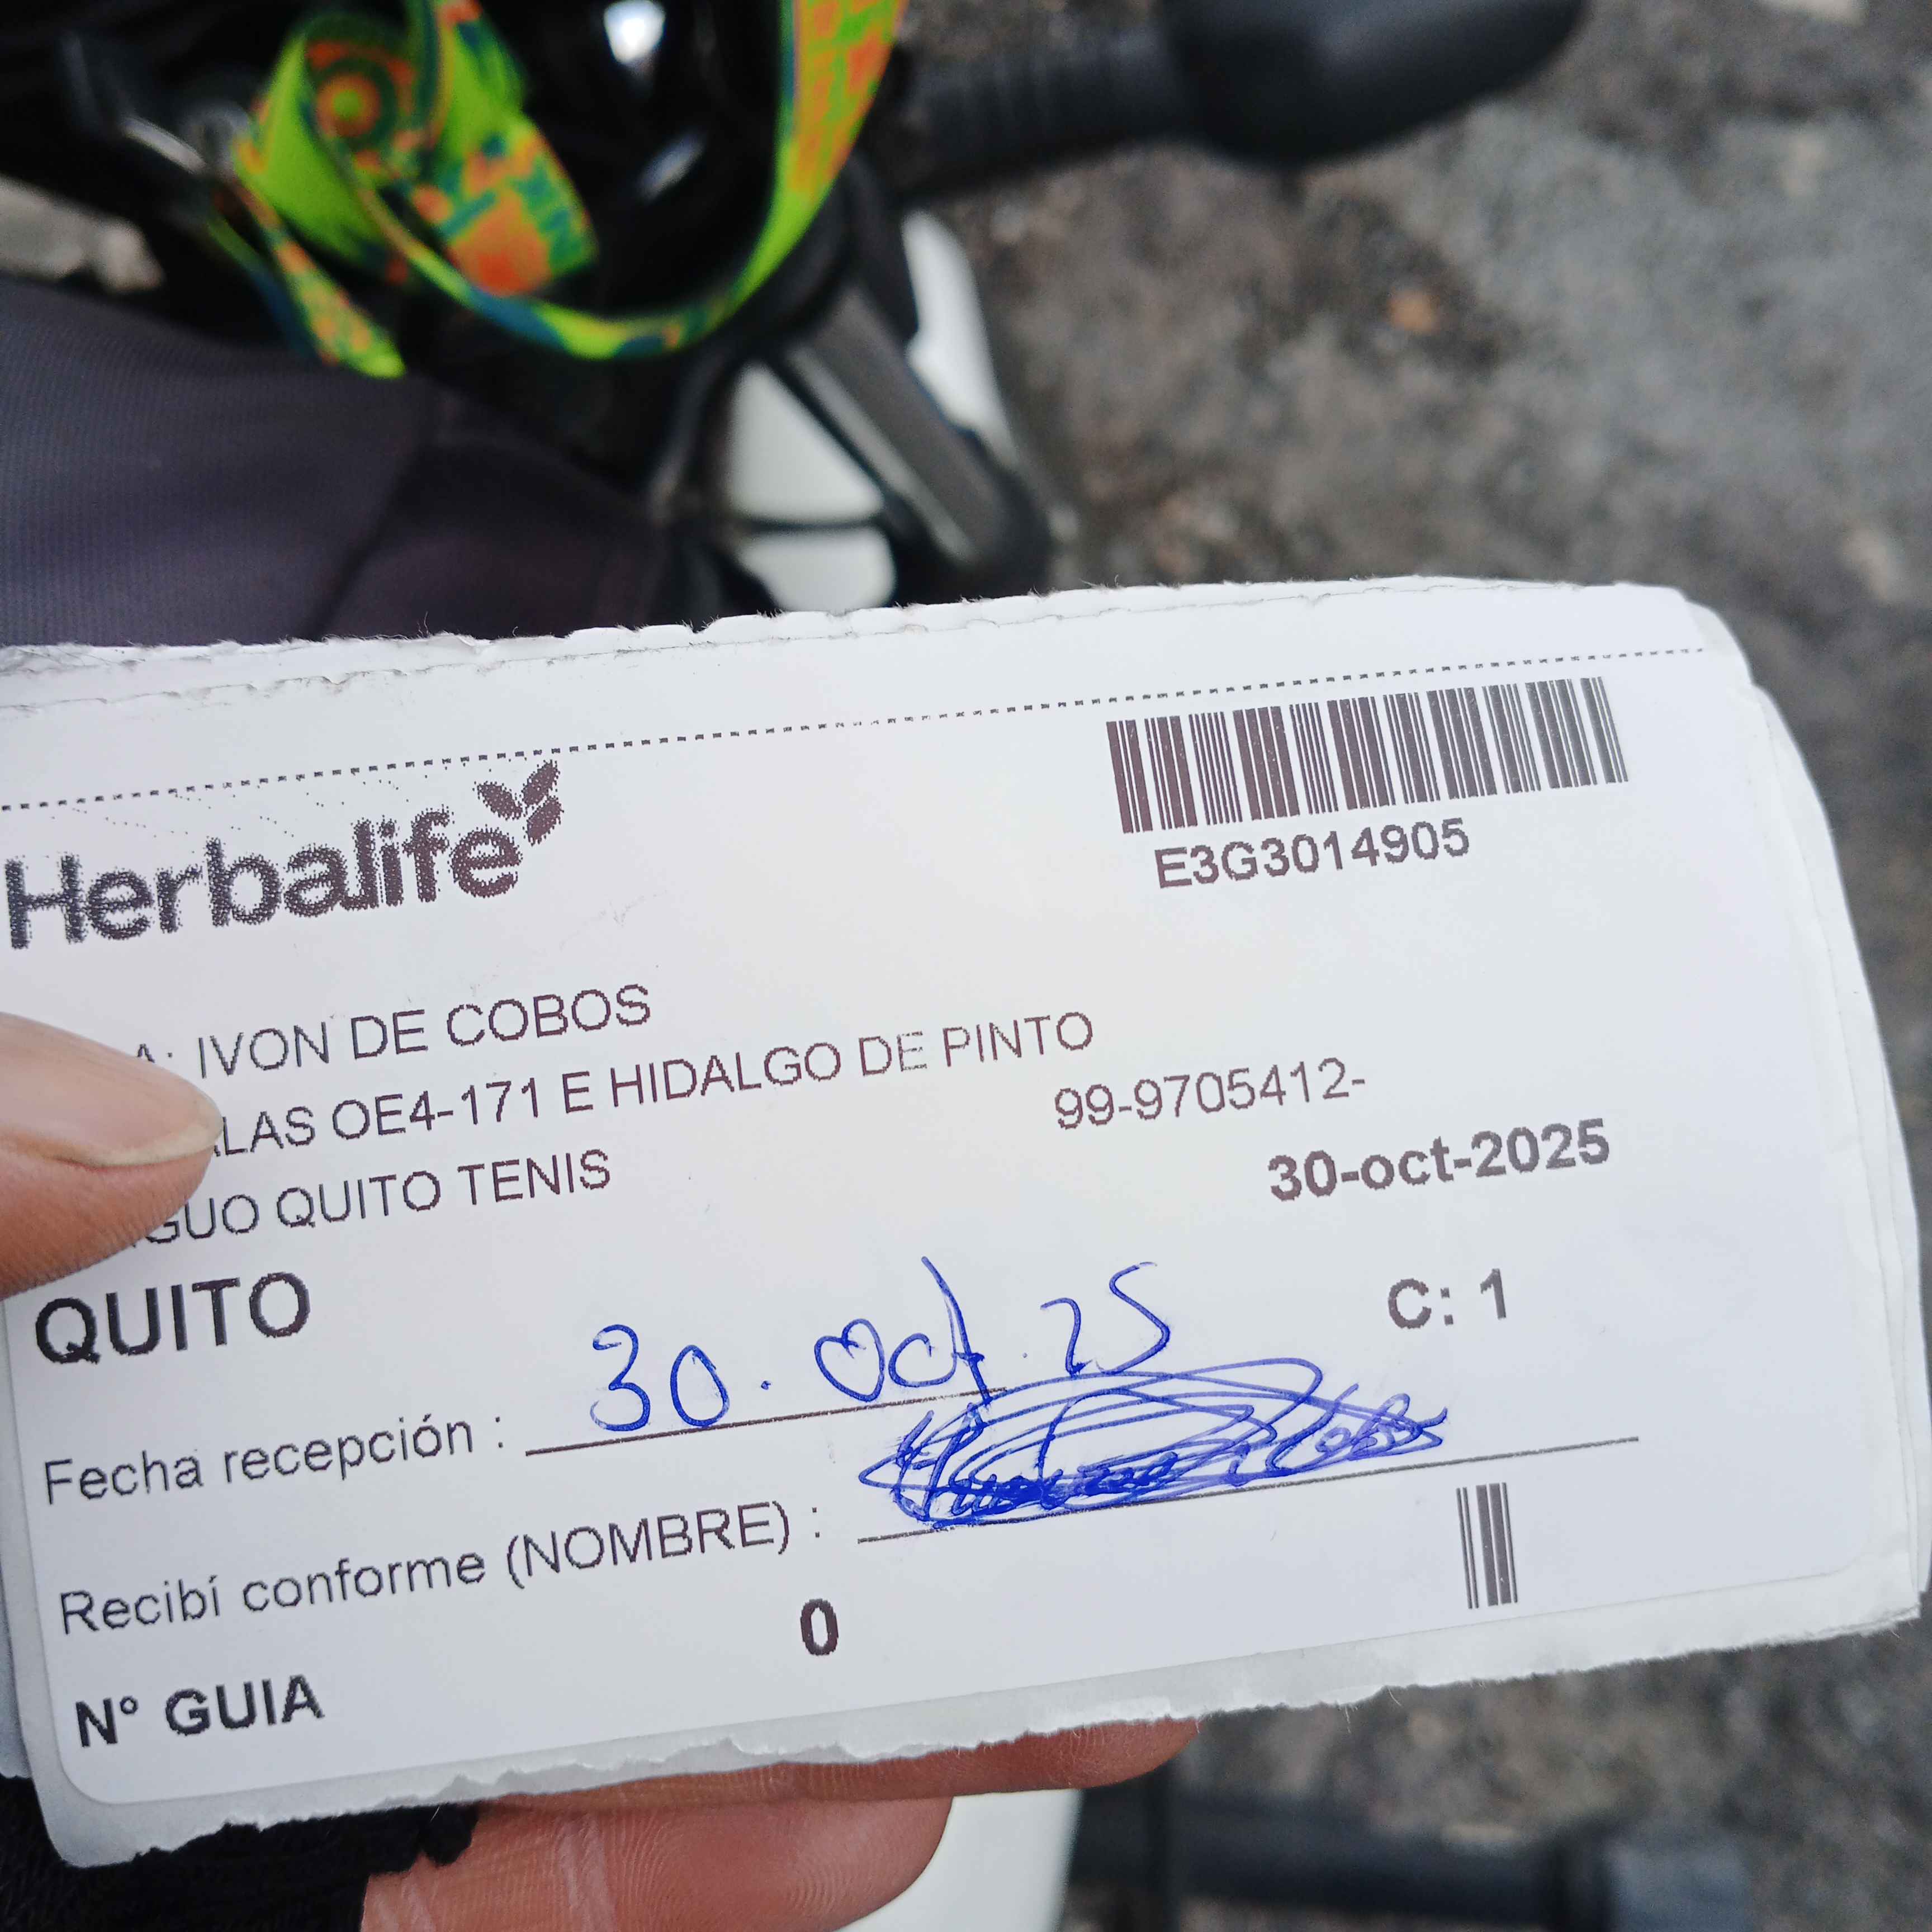 Herbalife
E3G3014905
A: IVON DE COBOS
LAS OE4-171 E HIDALGO DE PINTO
99-9705412-
GUO QUITO TENIS
30-oct-2025
QUITO
C: 1
Fecha recepción : 30. Oct. 25
Recibí conforme (NOMBRE) :
N° GUIA 0